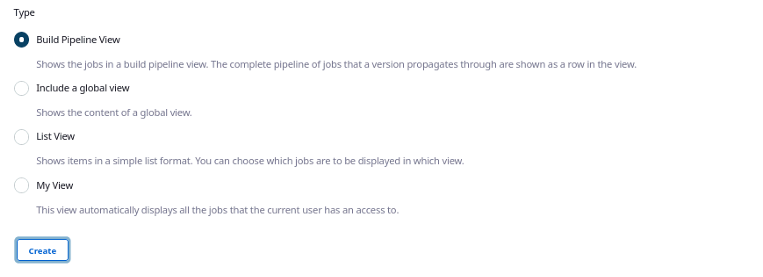 Type
Build Pipeline View
Shows the jobs in a build pipeline view. The complete pipeline of jobs that a version propagates through are shown as a row in the view.
Include a global view
Shows the content of a global view.
List View
Shows items in a simple list format. You can choose which jobs are to be displayed in which view.
My View
This view automatically displays all the jobs that the current user has an access to.
Create